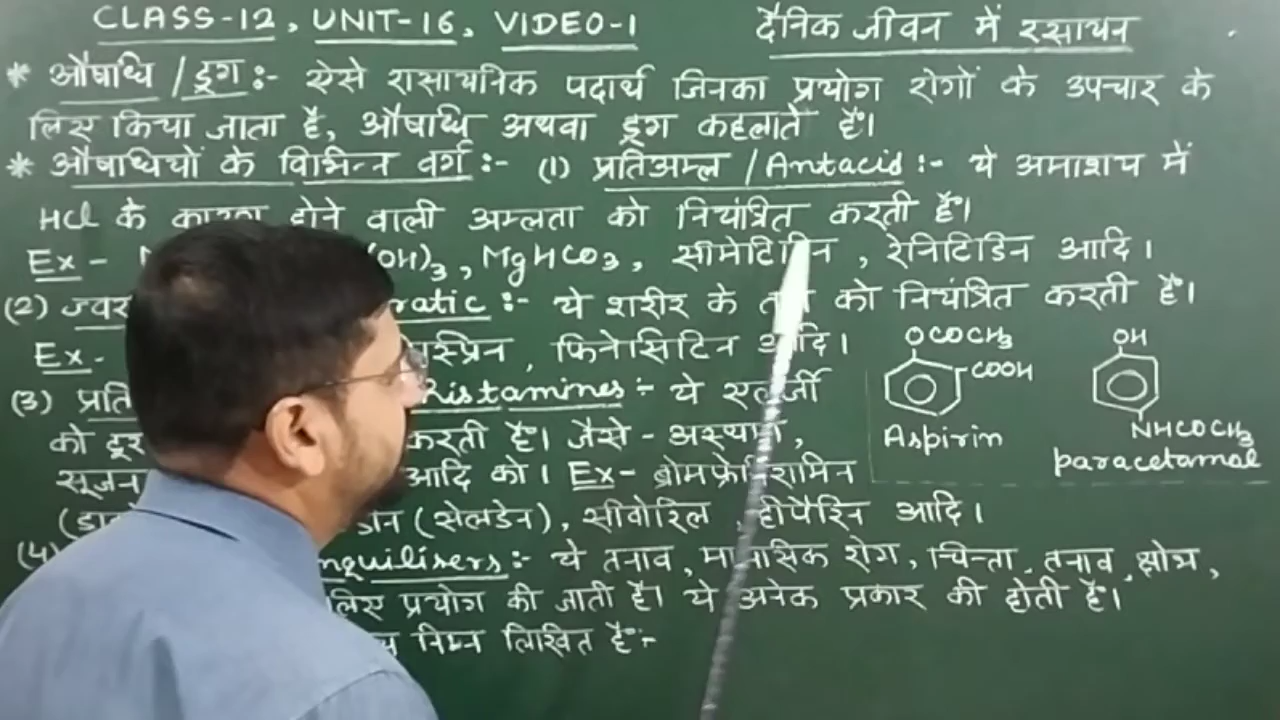 CLASS-12, UNIT-16, VIDEO-1 दैनिक जीवन में रसायन
* औषधि / ड्रग :- ऐसे रासायनिक पदार्थ जिनका प्रयोग रोगों के उपचार के
लिए किया जाता है, औषधि अथवा ड्रग कहलाते हैं।
* औषधियों के विभिन्न वर्ग :- (1) प्रतिअम्ल / Antacid :- ये अमाशय में
HCl के कारण होने वाली अम्लता को नियंत्रित करती हैं।
Ex- (OH)₃, MgHCO₃, सीमेटिडिन, रेनिटिडिन आदि।
(2) ज्वर ratic :- ये शरीर के ताप को नियंत्रित करती हैं।
Ex- स्प्रिन, फिनेसिटिन आदि।
OCOCH₃
COOH
Aspirin
OH
NHCOCH₃
paracetamal
(3) प्रति histamines :- ये एलर्जी
को दूर करती हैं। जैसे - अस्थमा,
सूजन आदि को। Ex- ब्रोमफ्रेनिरामिन
(डा डीन (सेलडेन), सीवोरिल, हीपैरिन आदि।
(4) nquilisers :- ये तनाव, मानसिक रोग, चिन्ता, तनाव, क्षोभ,
लिए प्रयोग की जाती हैं। ये अनेक प्रकार की होती हैं।
निम्न लिखित हैं :-